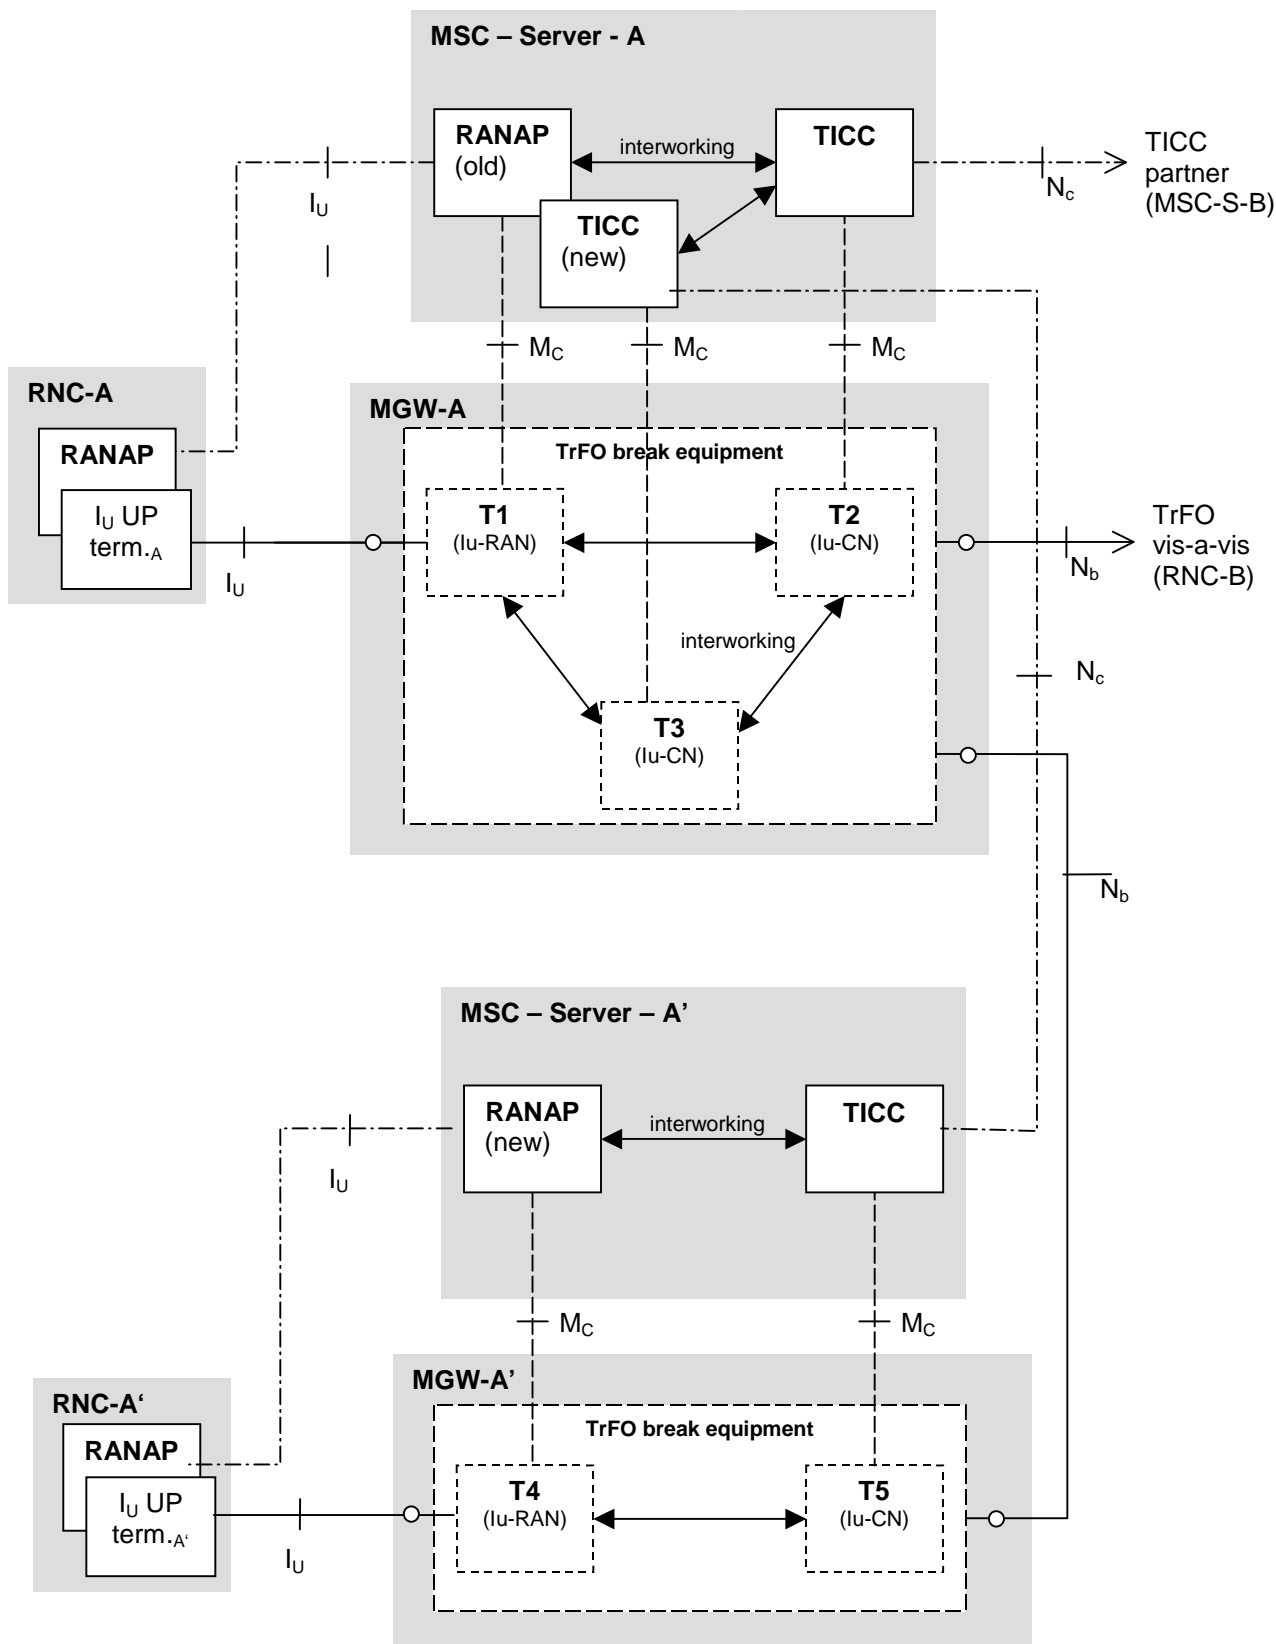 MSC – Server - A
RANAP
(old)
interworking
TICC
TICC
(new)
IU
Nc
TICC
partner
(MSC-S-B)
MC
MC
MC
RNC-A
RANAP
IU UP
term.A
IU
MGW-A
TrFO break equipment
T1
(Iu-RAN)
T2
(Iu-CN)
interworking
T3
(Iu-CN)
Nb
TrFO
vis-a-vis
(RNC-B)
Nc
Nb
MSC – Server – A’
RANAP
(new)
interworking
TICC
IU
MC
MC
RNC-A‘
RANAP
IU UP
term.A‘
IU
MGW-A’
TrFO break equipment
T4
(Iu-RAN)
T5
(Iu-CN)